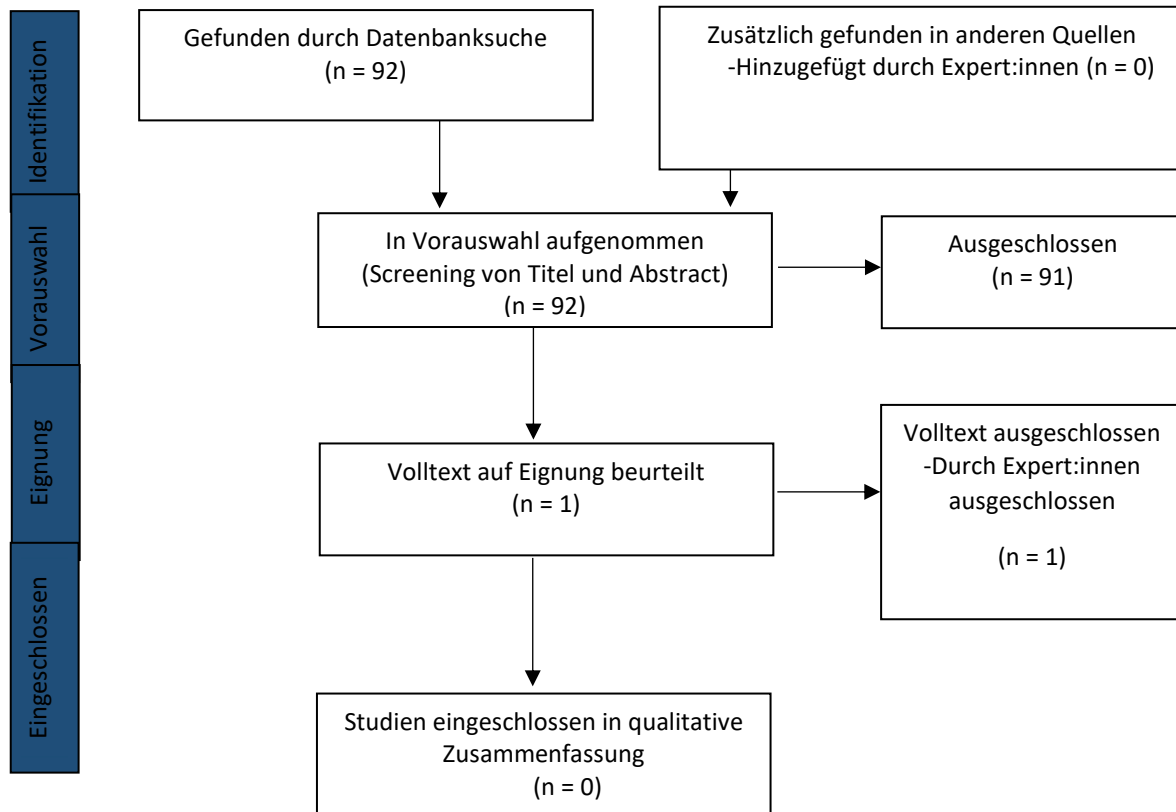 Identifikation
Gefunden durch Datenbanksuche
(n = 92)
Zusätzlich gefunden in anderen Quellen
-Hinzugefügt durch Expert:innen (n = 0)
Vorauswahl
In Vorauswahl aufgenommen
(Screening von Titel und Abstract)
(n = 92)
Ausgeschlossen
(n = 91)
Eignung
Volltext auf Eignung beurteilt
(n = 1)
Volltext ausgeschlossen
-Durch Expert:innen
ausgeschlossen
(n = 1)
Eingeschlossen
Studien eingeschlossen in qualitative
Zusammenfassung
(n = 0)